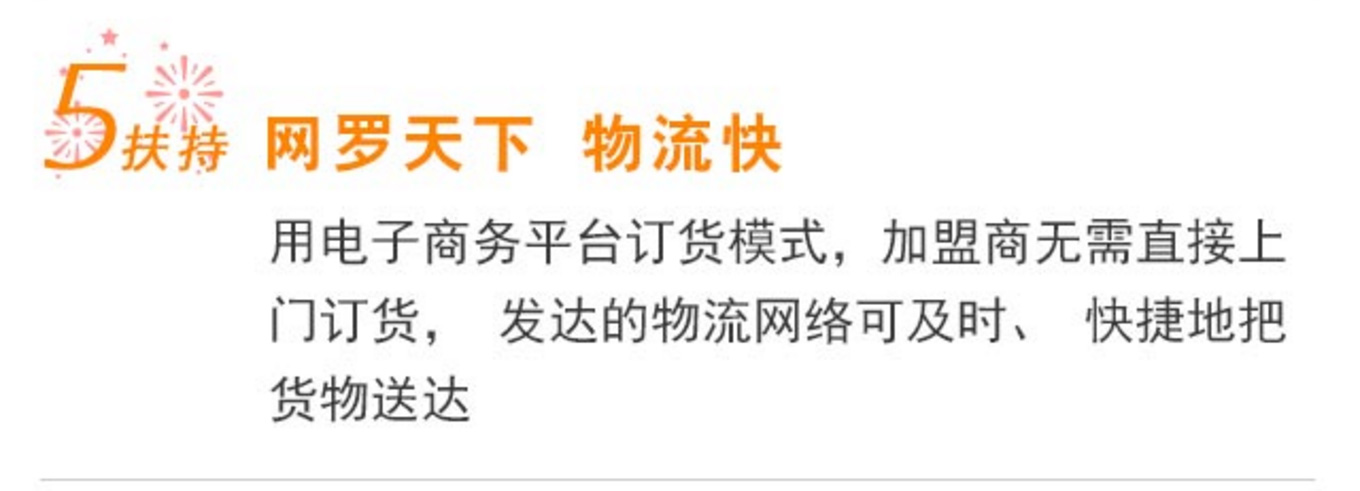 5扶持 网罗天下 物流快
用电子商务平台订货模式，加盟商无需直接上
门订货， 发达的物流网络可及时、 快捷地把
货物送达